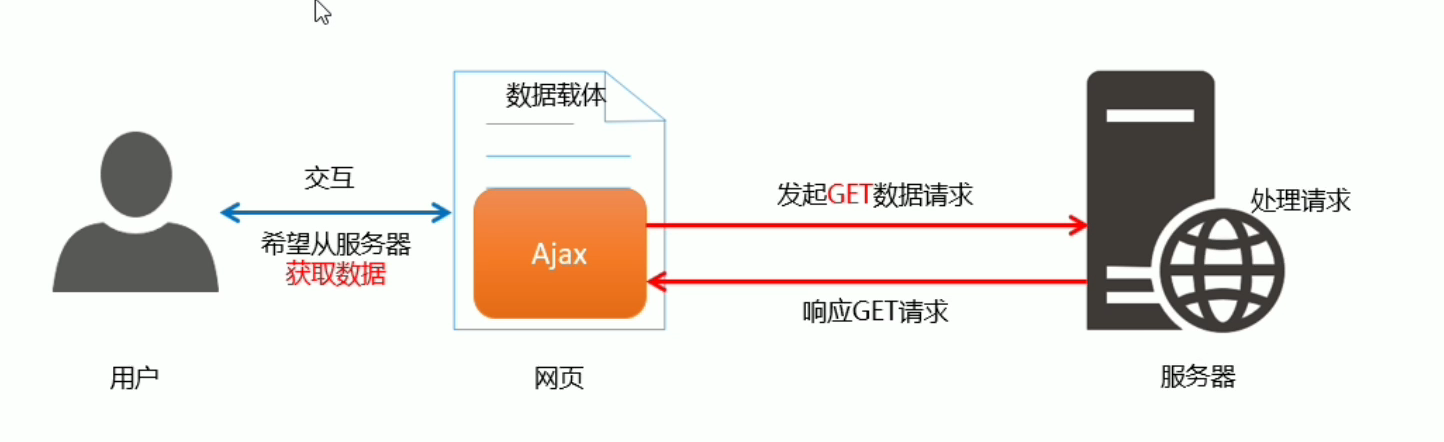 数据载体
交互
希望从服务器
获取数据
Ajax
发起GET数据请求
响应GET请求
处理请求
用户
网页
服务器